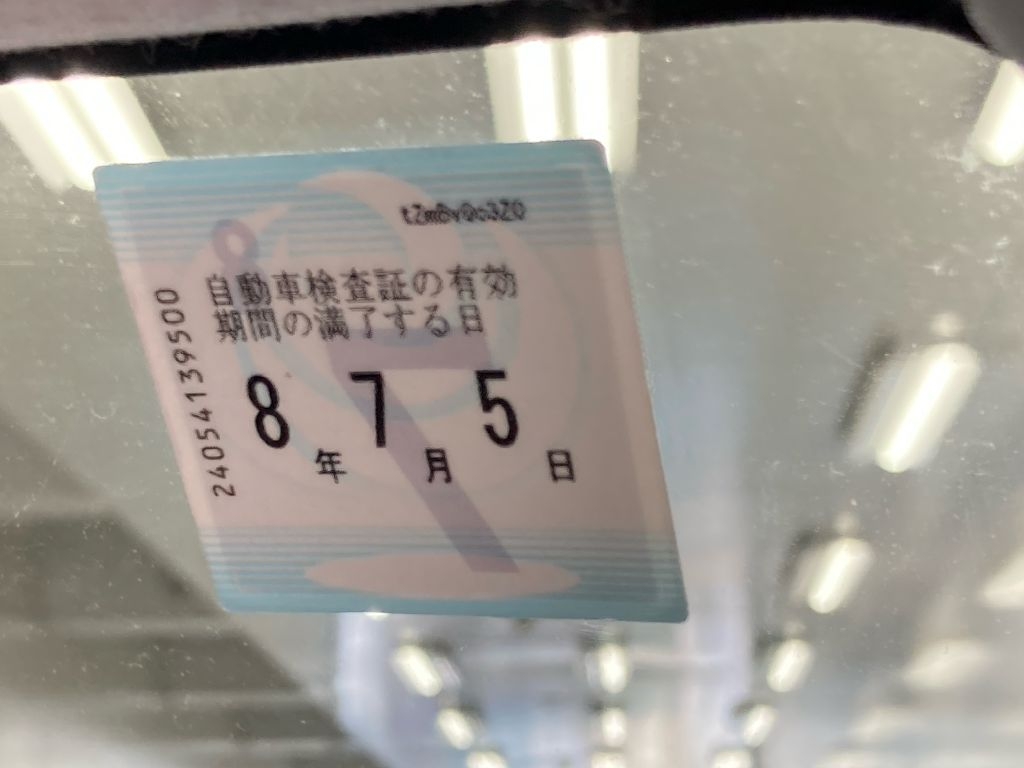 自動車検査証の有効
期間の満了する日
8年7月5日
240541139500